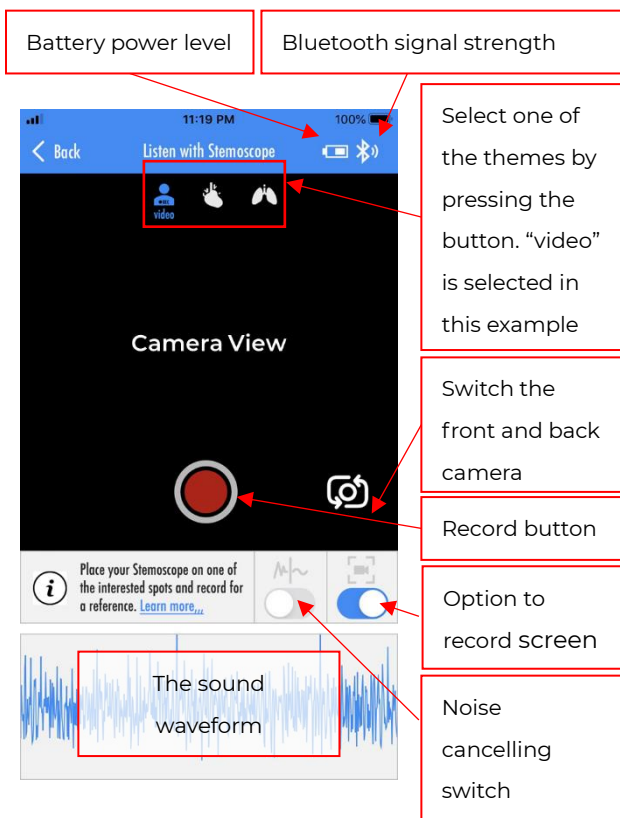 Battery power level
Bluetooth signal strength
11:19 PM
100%
Back
Listen with Stemoscope
video
Select one of
the themes by
pressing the
button. “video”
is selected in
this example
Camera View
Switch the
front and back
camera
Record button
Place your Stemoscope on one of
the interested spots and record for
a reference. Learn more,,,
Option to
record screen
The sound
waveform
Noise
cancelling
switch